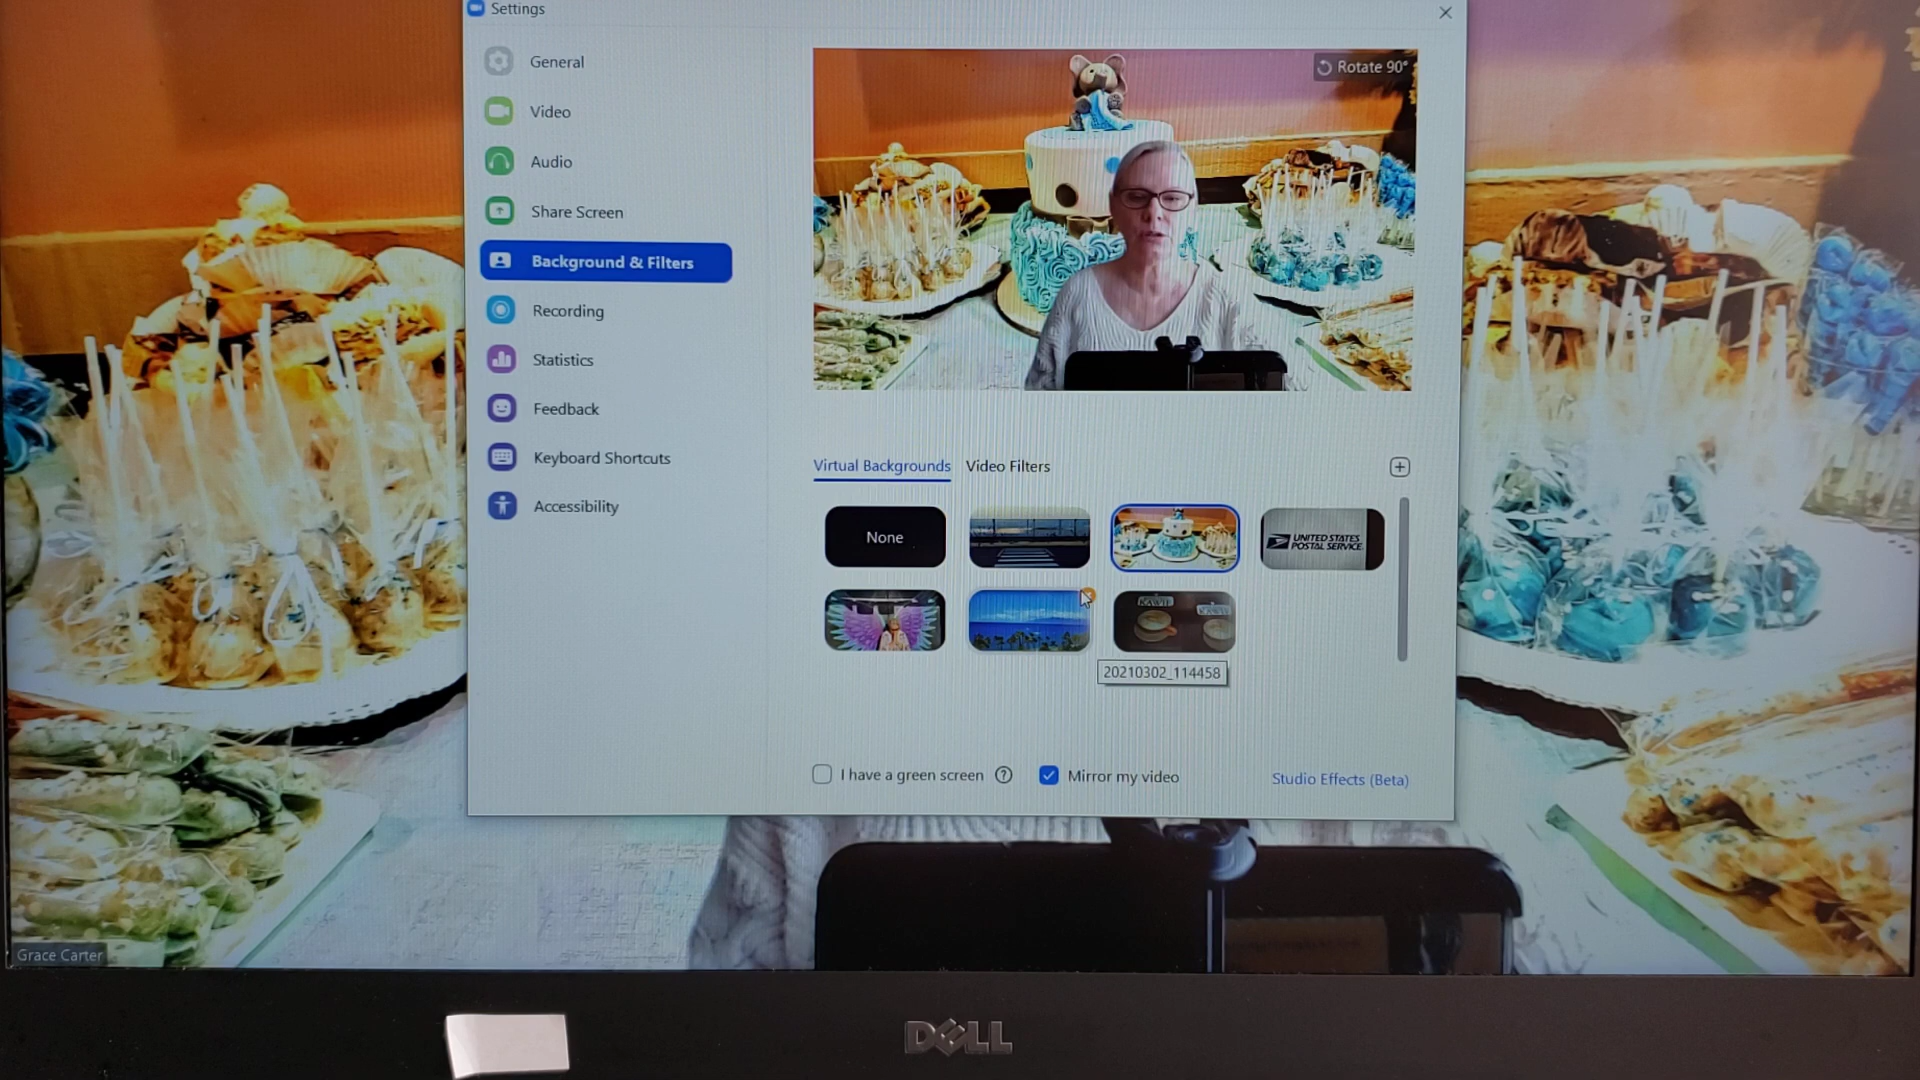 Settings
General
Video
Audio
Share Screen
Background & Filters
Recording
Statistics
Feedback
Keyboard Shortcuts
Accessibility
Rotate 90°
Virtual Backgrounds
Video Filters
None
UNITED STATES
POSTAL SERVICE
20210302_114458
I have a green screen
Mirror my video
Studio Effects (Beta)
Grace Carter
DELL